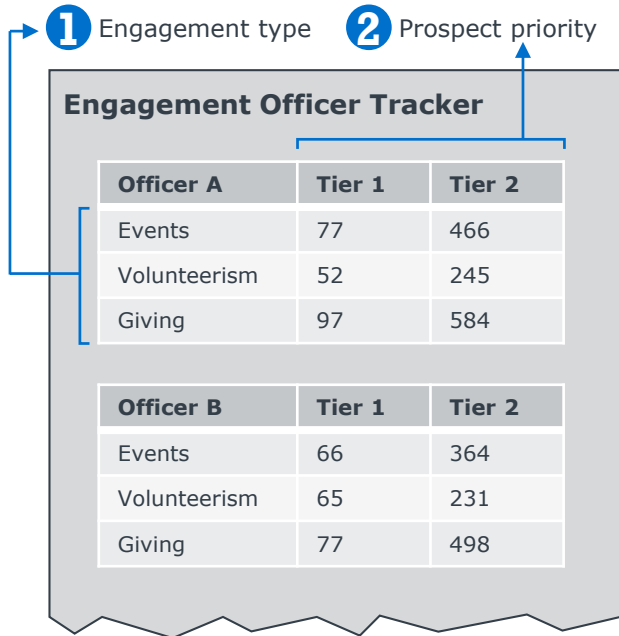 1 Engagement type 2 Prospect priority
Engagement Officer Tracker
Officer A Tier 1 Tier 2
Events 77 466
Volunteerism 52 245
Giving 97 584
Officer B Tier 1 Tier 2
Events 66 364
Volunteerism 65 231
Giving 77 498